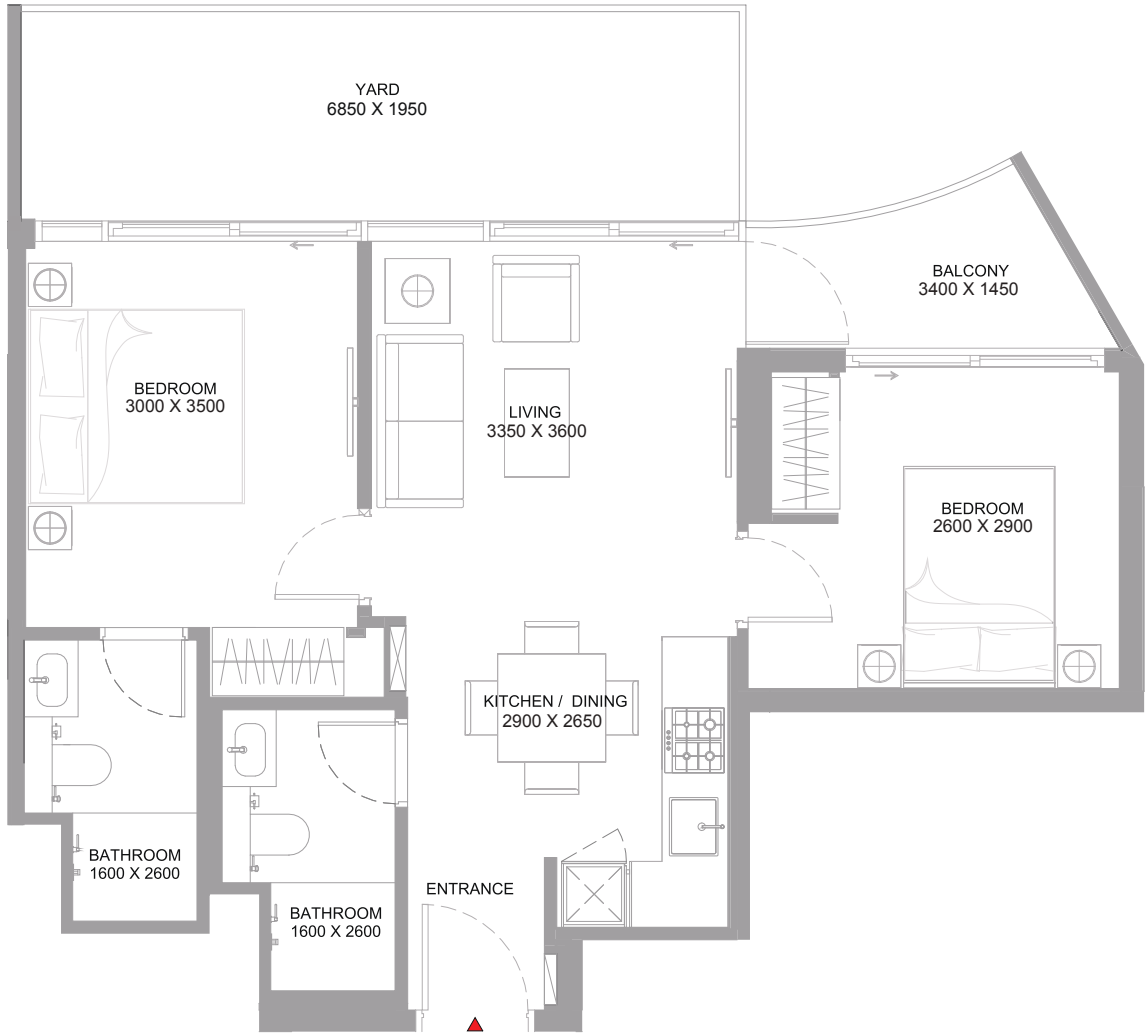 YARD
6850 X 1950
BALCONY
3400 X 1450
BEDROOM
3000 X 3500
LIVING
3350 X 3600
BEDROOM
2600 X 2900
KITCHEN / DINING
2900 X 2650
BATHROOM
1600 X 2600
ENTRANCE
BATHROOM
1600 X 2600